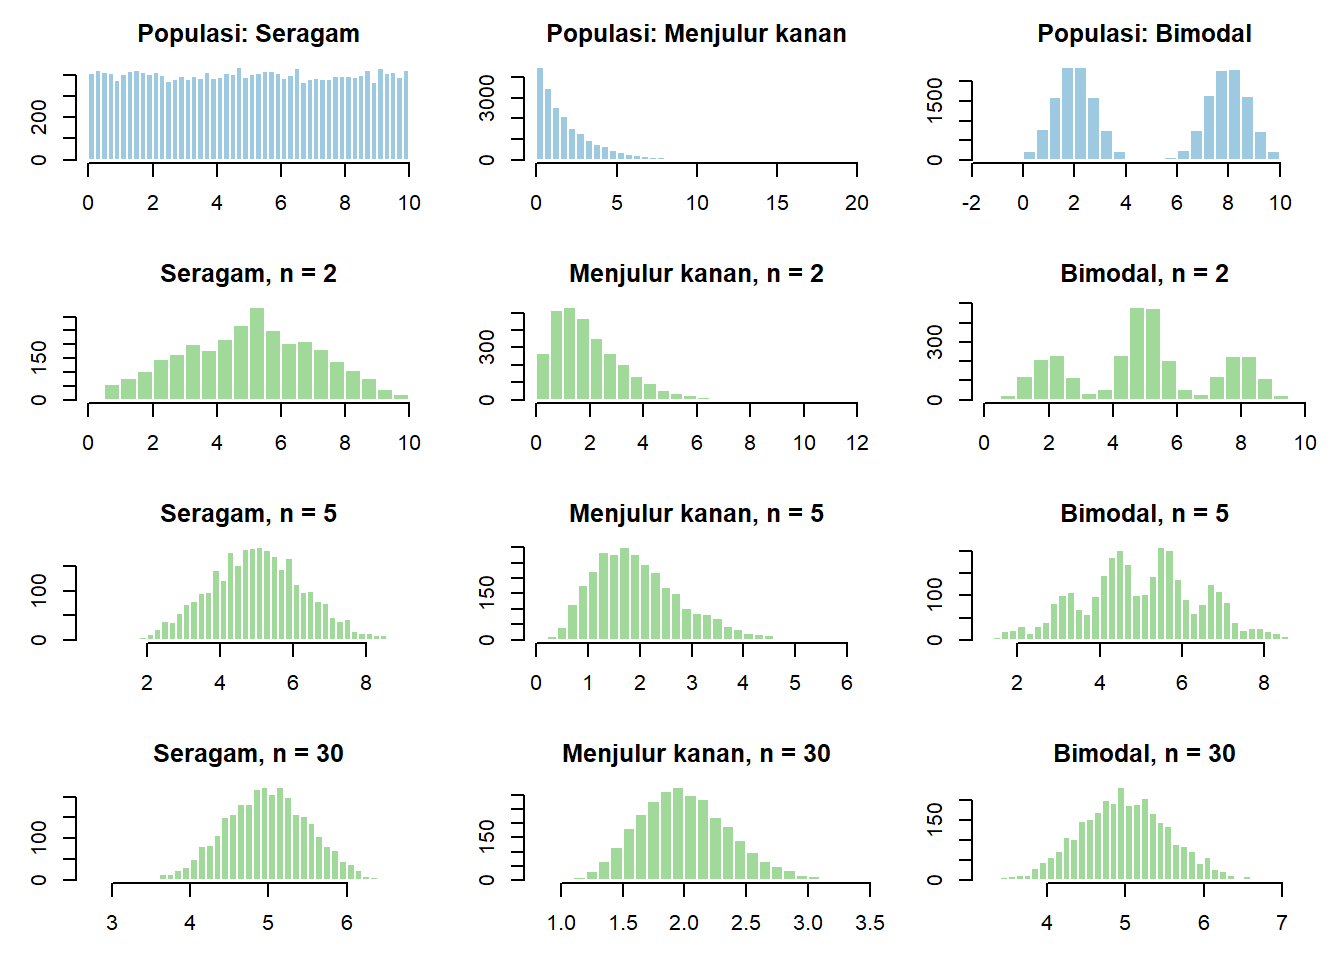 Populasi: Seragam
200
0
0 2 4 6 8 10
Populasi: Menjulur kanan
3000
0
0 5 10 15 20
Populasi: Bimodal
1500
0
-2 0 2 4 6 8 10
Seragam, n = 2
150
0
0 2 4 6 8 10
Menjulur kanan, n = 2
300
0
0 2 4 6 8 10 12
Bimodal, n = 2
300
0
0 2 4 6 8 10
Seragam, n = 5
100
0
2 4 6 8
Menjulur kanan, n = 5
150
0
0 1 2 3 4 5 6
Bimodal, n = 5
100
0
2 4 6 8
Seragam, n = 30
100
0
3 4 5 6
Menjulur kanan, n = 30
150
0
1.0 1.5 2.0 2.5 3.0 3.5
Bimodal, n = 30
150
0
4 5 6 7